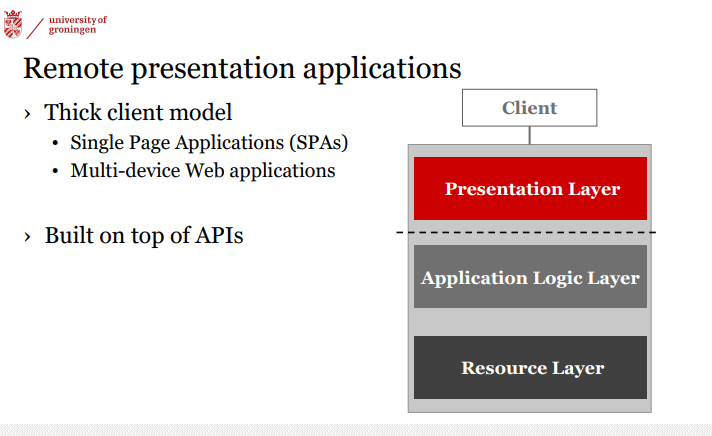 university of
groningen
Remote presentation applications
› Thick client model
• Single Page Applications (SPAs)
• Multi-device Web applications
› Built on top of APIs
Client
Presentation Layer
Application Logic Layer
Resource Layer